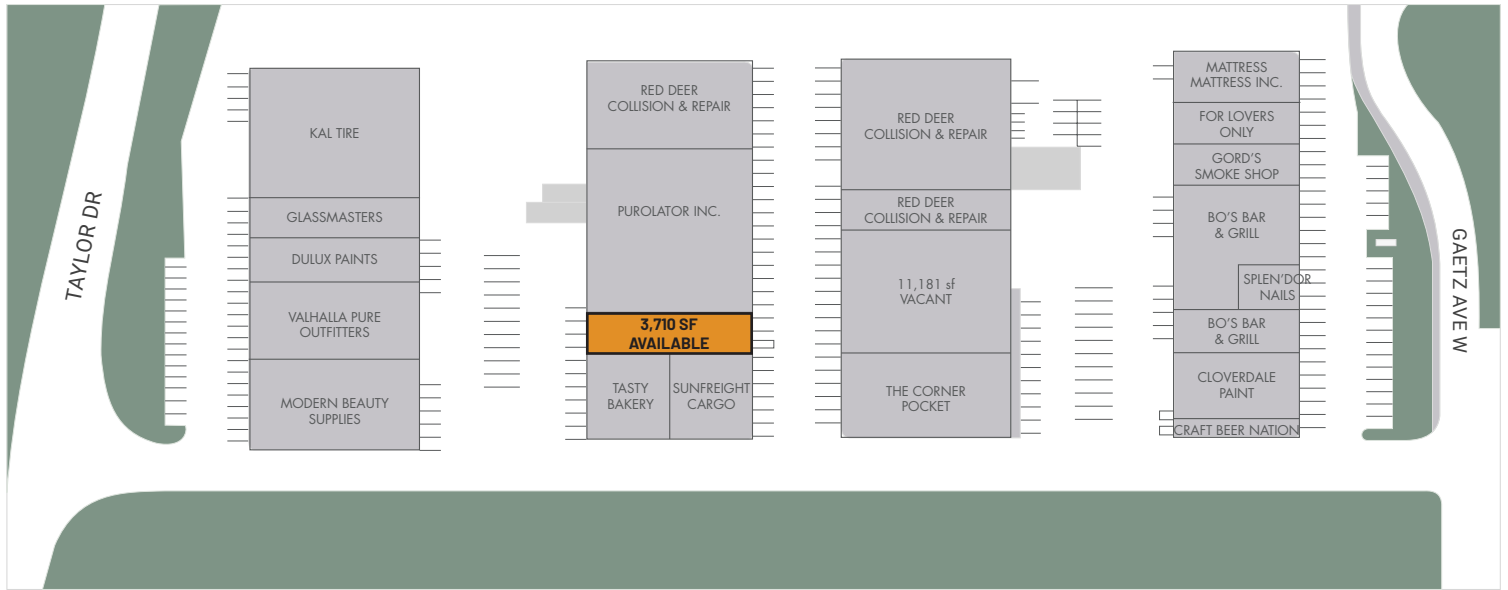 TAYLOR DR
KAL TIRE
GLASSMASTERS
DULUX PAINTS
VALHALLA PURE
OUTFITTERS
MODERN BEAUTY
SUPPLIES
RED DEER
COLLISION & REPAIR
PUROLATOR INC.
3,710 SF
AVAILABLE
TASTY
BAKERY
SUNFREIGHT
CARGO
RED DEER
COLLISION & REPAIR
RED DEER
COLLISION & REPAIR
11,181 sf
VACANT
THE CORNER
POCKET
MATTRESS
MATTRESS INC.
FOR LOVERS
ONLY
GORD'S
SMOKE SHOP
BO'S BAR
& GRILL
SPLEN'DOR
NAILS
BO'S BAR
& GRILL
CLOVERDALE
PAINT
CRAFT BEER NATION
GAETZ AVE W